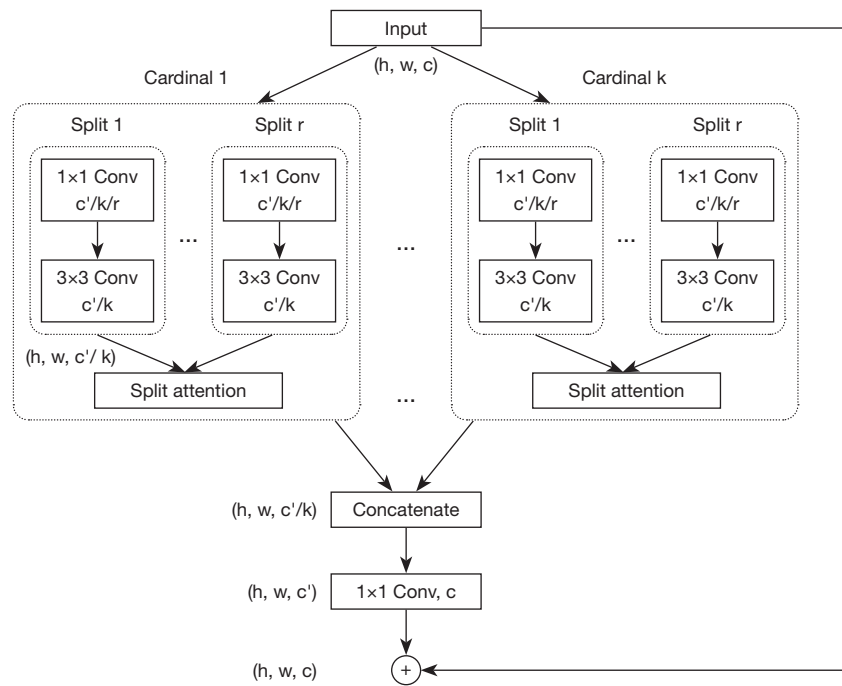 Input
(h, w, c)
Cardinal 1
Cardinal k
Split 1
Split r
Split 1
Split r
1×1 Conv
c'/k/r
...
1×1 Conv
c'/k/r
...
1×1 Conv
c'/k/r
...
1×1 Conv
c'/k/r
3×3 Conv
c'/k
3×3 Conv
c'/k
3×3 Conv
c'/k
3×3 Conv
c'/k
(h, w, c'/ k)
Split attention
...
Split attention
(h, w, c'/k)
Concatenate
(h, w, c')
1×1 Conv, c
(h, w, c)
+